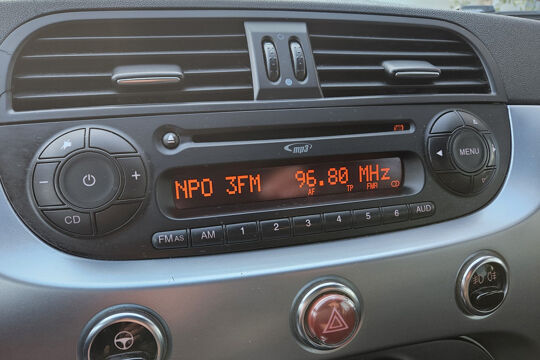 mp3
NPO 3FM 96.80 MHz
AF TP FMR CD
MENU
CD
FM AS AM 1 2 3 4 5 6 AUD